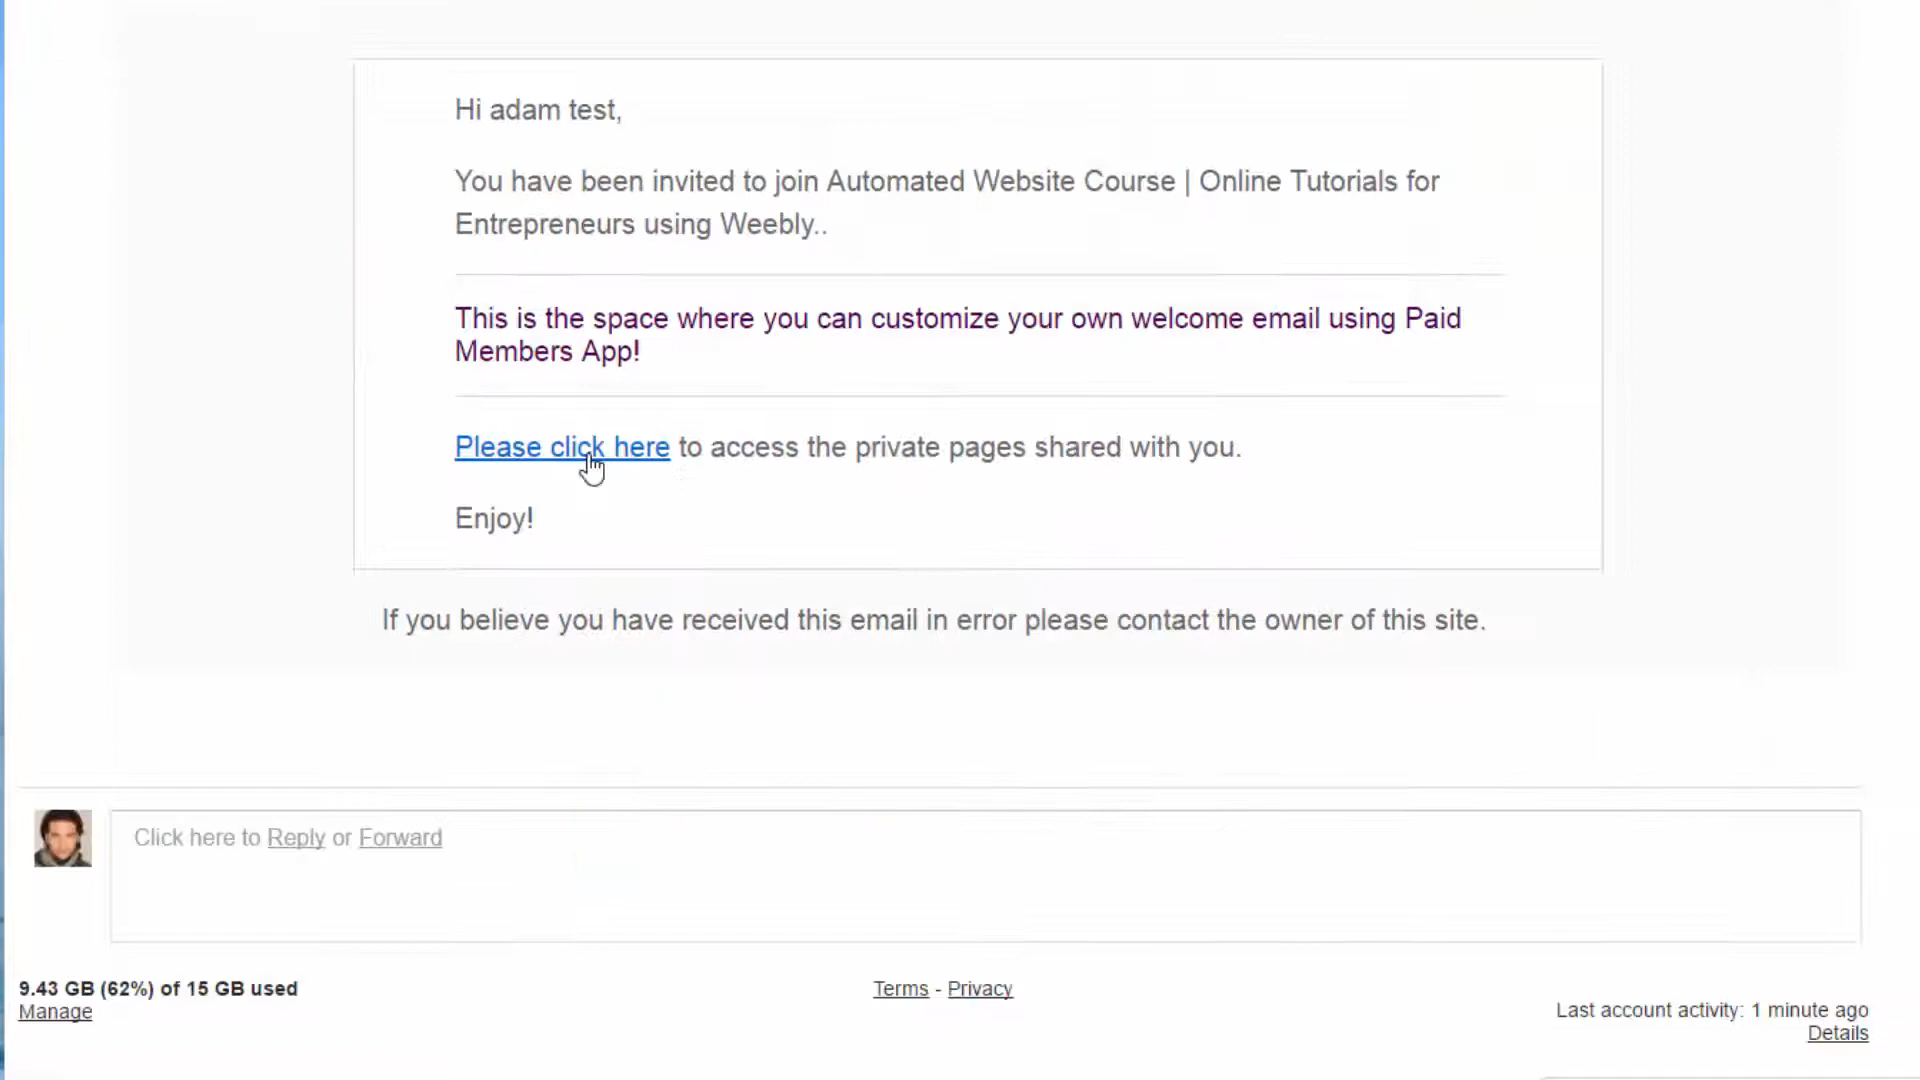 Hi adam test,
You have been invited to join Automated Website Course | Online Tutorials for
Entrepreneurs using Weebly..
This is the space where you can customize your own welcome email using Paid
Members App!
Please click here to access the private pages shared with you.
Enjoy!
If you believe you have received this email in error please contact the owner of this site.
Click here to Reply or Forward
9.43 GB (62%) of 15 GB used
Manage
Terms - Privacy
Last account activity: 1 minute ago
Details